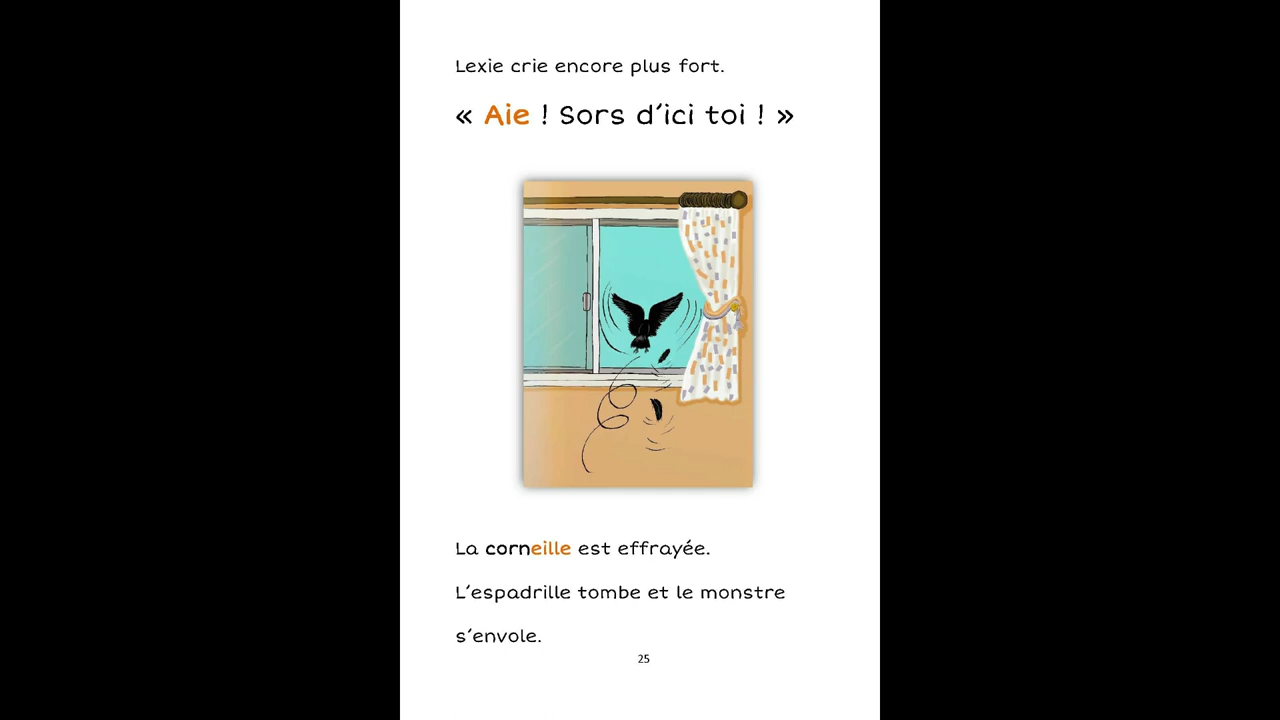 Lexie crie encore plus fort.
« Aie ! Sors d'ici toi ! »
La corneille est effrayée.
L'espadrille tombe et le monstre
s'envole.
25